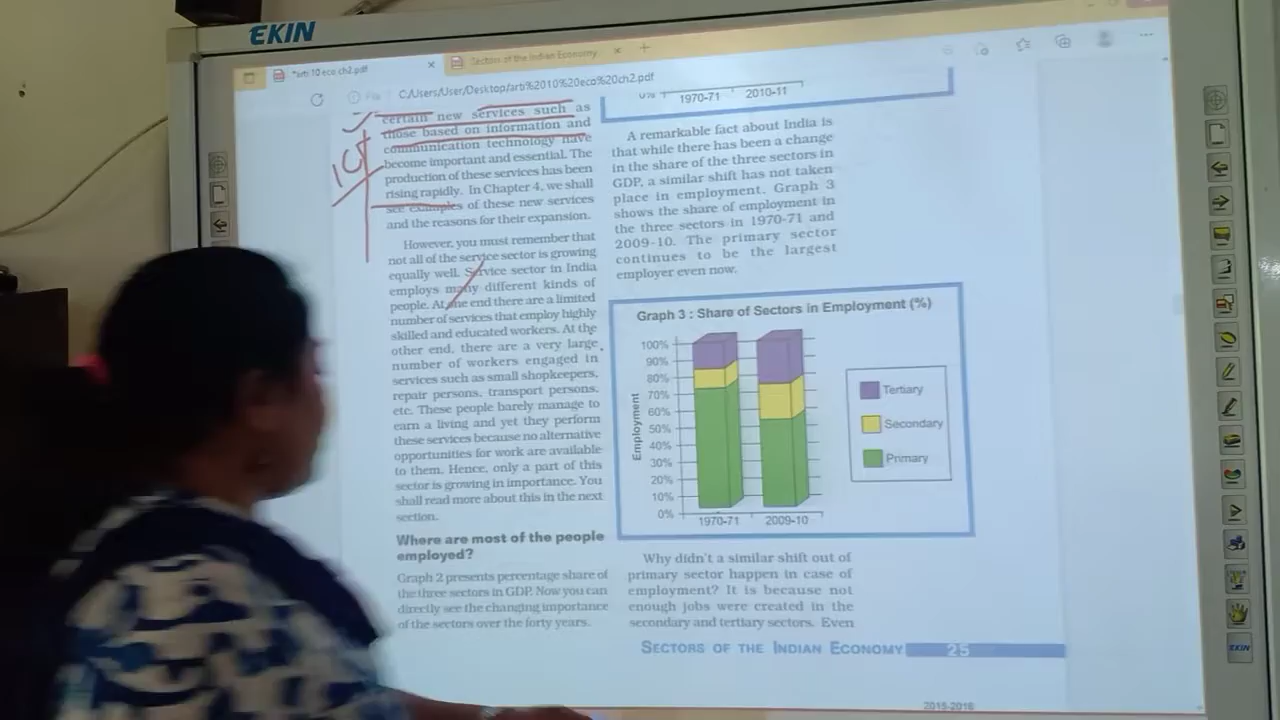 EKIN
*arti 10 eco ch2.pdf
Sectors of the Indian Economy
File
C:/Users/User/Desktop/arti%2010%20eco%20ch2.pdf
certain new services such as
those based on information and
communication technology have
become important and essential. The
production of these services has been
rising rapidly. In Chapter 4, we shall
see examples of these new services
and the reasons for their expansion.
However, you must remember that
not all of the service sector is growing
equally well. Service sector in India
employs many different kinds of
people. At one end there are a limited
number of services that employ highly
skilled and educated workers. At the
other end, there are a very large
number of workers engaged in
services such as small shopkeepers,
repair persons, transport persons,
etc. These people barely manage to
earn a living and yet they perform
these services because no alternative
opportunities for work are available
to them. Hence, only a part of this
sector is growing in importance. You
shall read more about this in the next
section.
Where are most of the people
employed?
Graph 2 presents percentage share of
the three sectors in GDP. Now you can
directly see the changing importance
of the sectors over the forty years.
0%
1970-71 2010-11
A remarkable fact about India is
that while there has been a change
in the share of the three sectors in
GDP, a similar shift has not taken
place in employment. Graph 3
shows the share of employment in
the three sectors in 1970-71 and
2009-10. The primary sector
continues to be the largest
employer even now.
Graph 3 : Share of Sectors in Employment (%)
100%
90%
80%
70%
60%
50%
40%
30%
20%
10%
0%
Employment
1970-71 2009-10
Tertiary
Secondary
Primary
Why didn't a similar shift out of
primary sector happen in case of
employment? It is because not
enough jobs were created in the
secondary and tertiary sectors. Even
SECTORS OF THE INDIAN ECONOMY 25
2015-2016
EKIN